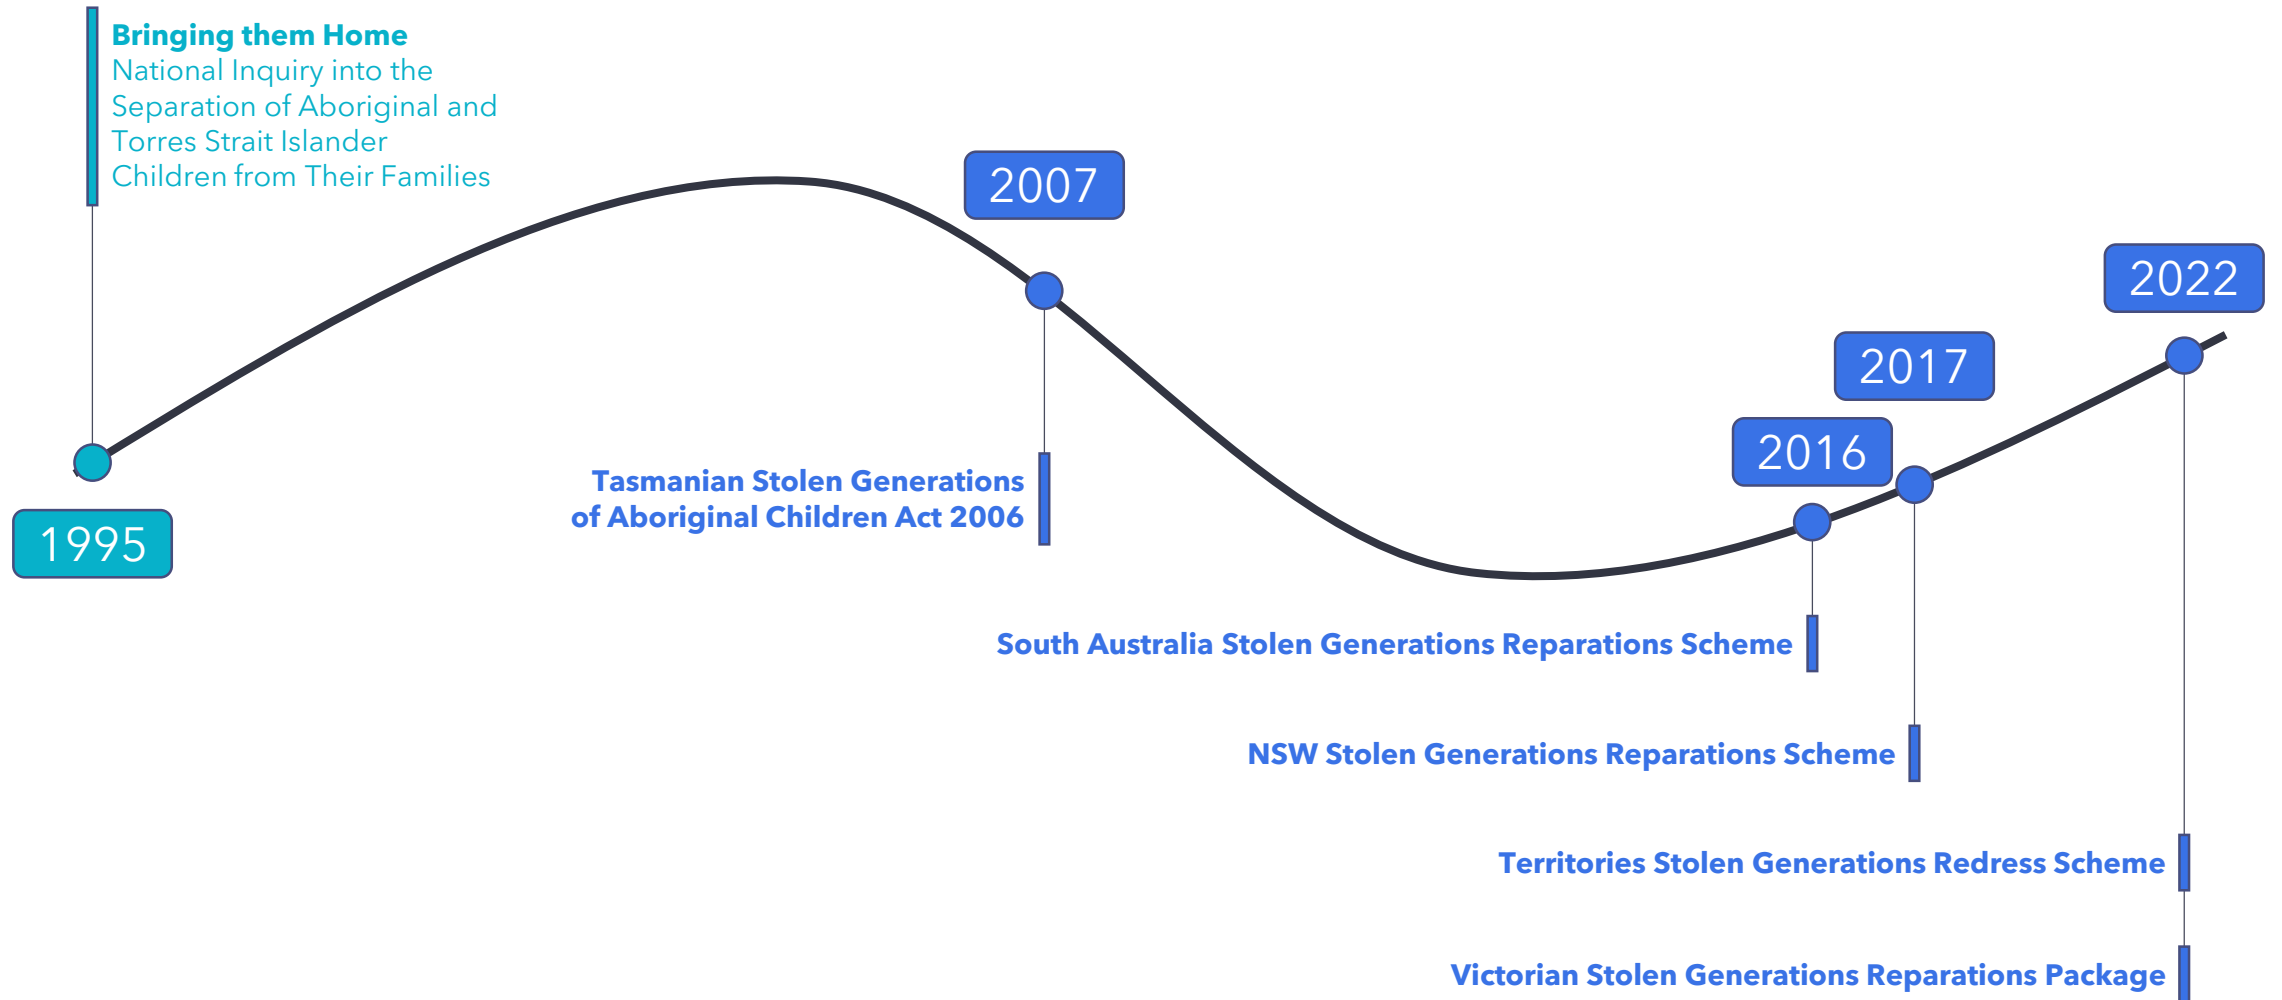 Bringing them Home
National Inquiry into the
Separation of Aboriginal and
Torres Strait Islander
Children from Their Families
1995
2007
Tasmanian Stolen Generations
of Aboriginal Children Act 2006
2016
South Australia Stolen Generations Reparations Scheme
2017
NSW Stolen Generations Reparations Scheme
2022
Territories Stolen Generations Redress Scheme
Victorian Stolen Generations Reparations Package